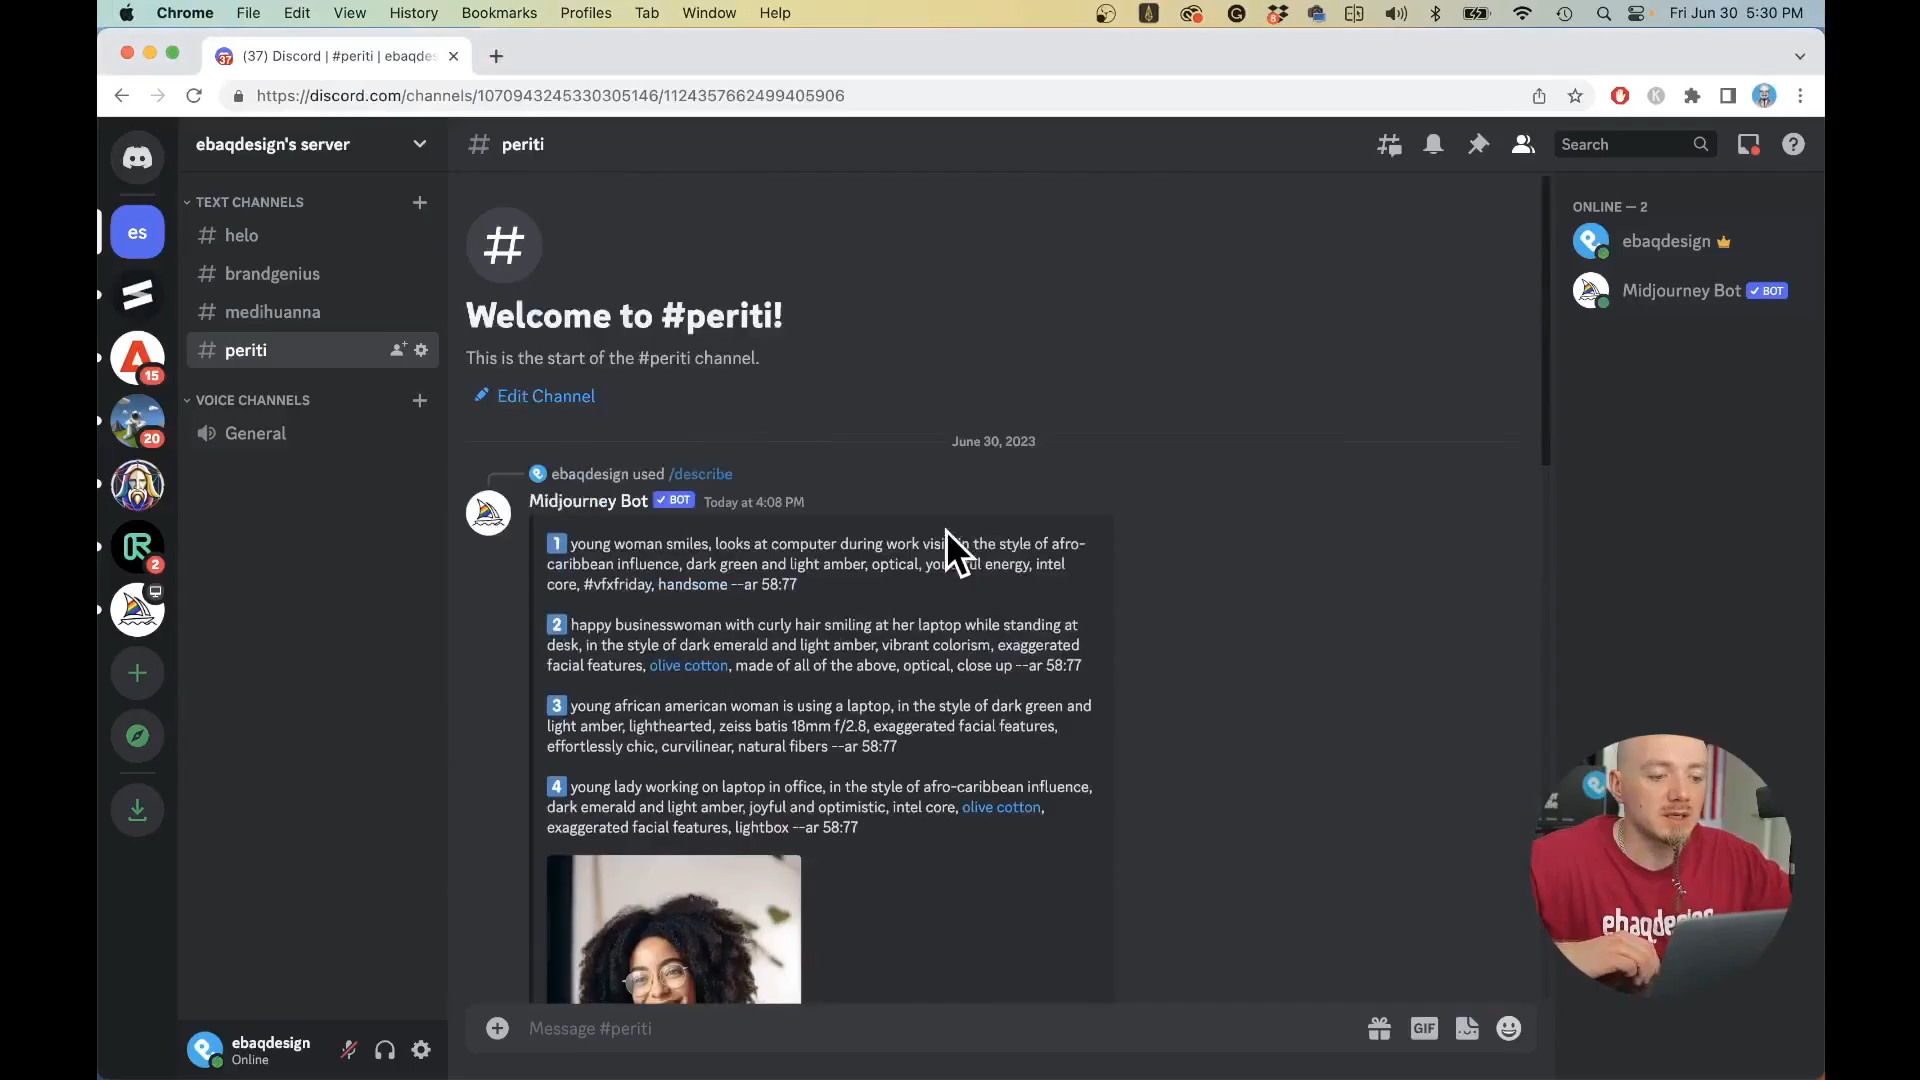 Chrome File Edit View History Bookmarks Profiles Tab Window Help
8
Fri Jun 30 5:30 PM
37
(37) Discord | #periti | ebaqdes
https://discord.com/channels/1070943245330305146/1124357662499405906
ebaqdesign's server
# periti
Search
TEXT CHANNELS
# helo
# brandgenius
# medihuanna
# periti
VOICE CHANNELS
General
es
15
20
2
#
Welcome to #periti!
This is the start of the #periti channel.
Edit Channel
June 30, 2023
ebaqdesign used /describe
Midjourney Bot BOT Today at 4:08 PM
1 young woman smiles, looks at computer during work in the style of afro-
caribbean influence, dark green and light amber, optical, energy, intel
core, #vfxfriday, handsome --ar 58:77
2 happy businesswoman with curly hair smiling at her laptop while standing at
desk, in the style of dark emerald and light amber, vibrant colorism, exaggerated
facial features, olive cotton, made of all of the above, optical, close up --ar 58:77
3 young african american woman is using a laptop, in the style of dark green and
light amber, lighthearted, zeiss batis 18mm f/2.8, exaggerated facial features,
effortlessly chic, curvilinear, natural fibers --ar 58:77
4 young lady working on laptop in office, in the style of afro-caribbean influence,
dark emerald and light amber, joyful and optimistic, intel core, olive cotton,
exaggerated facial features, lightbox --ar 58:77
ONLINE — 2
ebaqdesign
Midjourney Bot BOT
ebaqdesign
Message #periti
GIF
ebaqdesign
Online